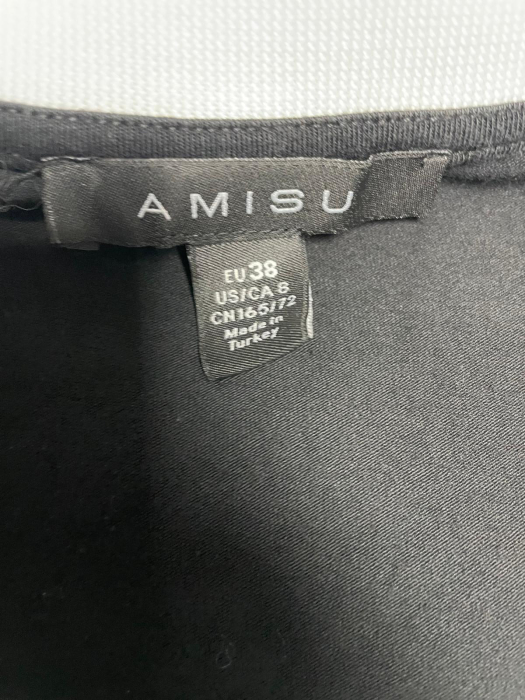 AMISU
EU 38
US/CA 8
CN165/72
Made in
Turkey